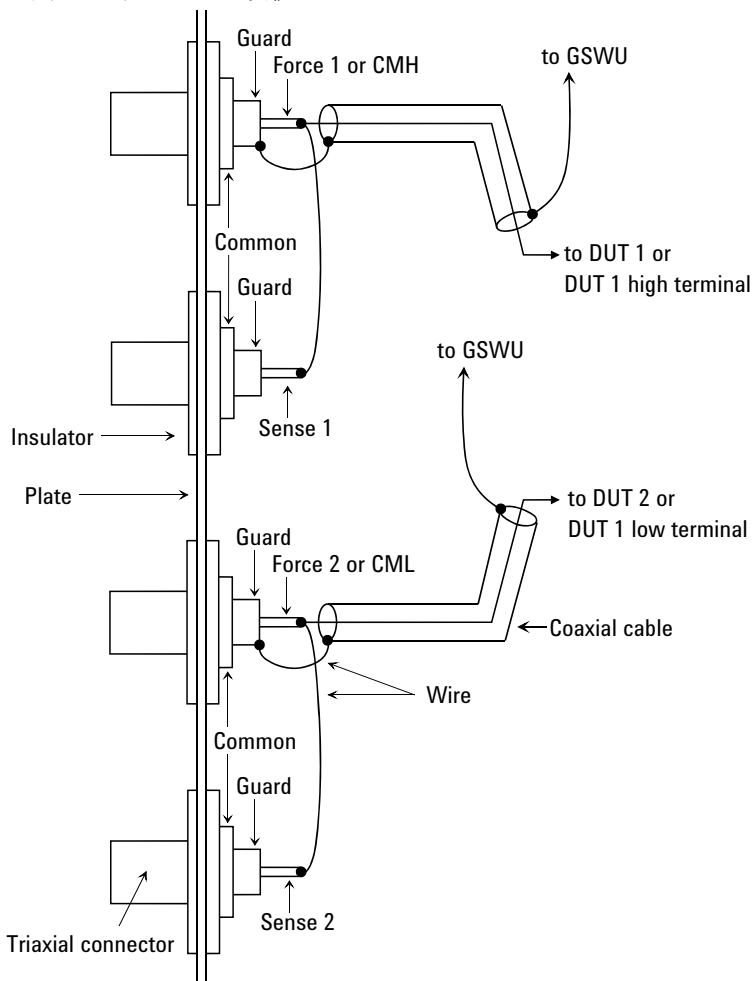 Guard
Force 1 or CMH
to GSWU
Common
to DUT 1 or
DUT 1 high terminal
Guard
to GSWU
Sense 1
Insulator
Plate
to DUT 2 or
DUT 1 low terminal
Guard
Force 2 or CML
Coaxial cable
Wire
Common
Guard
Sense 2
Triaxial connector